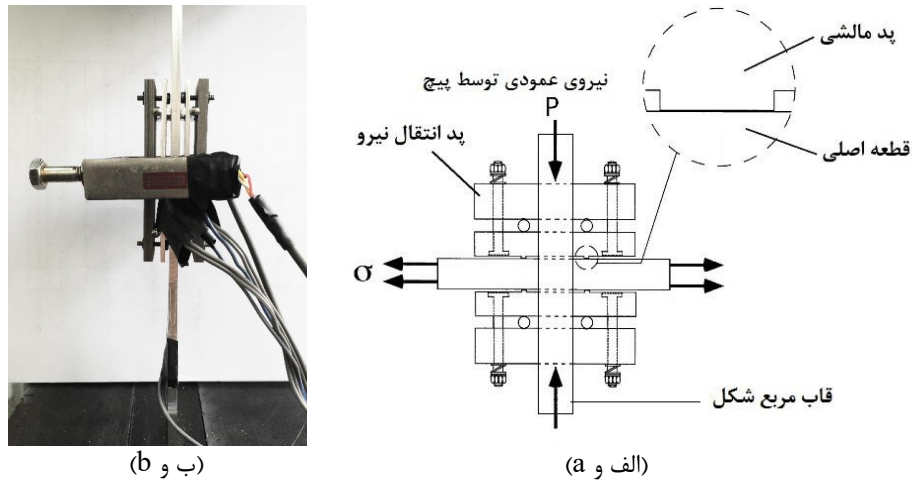 پد مالشی
قطعه اصلی
نیروی عمودی توسط پیچ
P
پد انتقال نیرو
σ
قاب مربع شکل
(الف و a)
(ب و b)